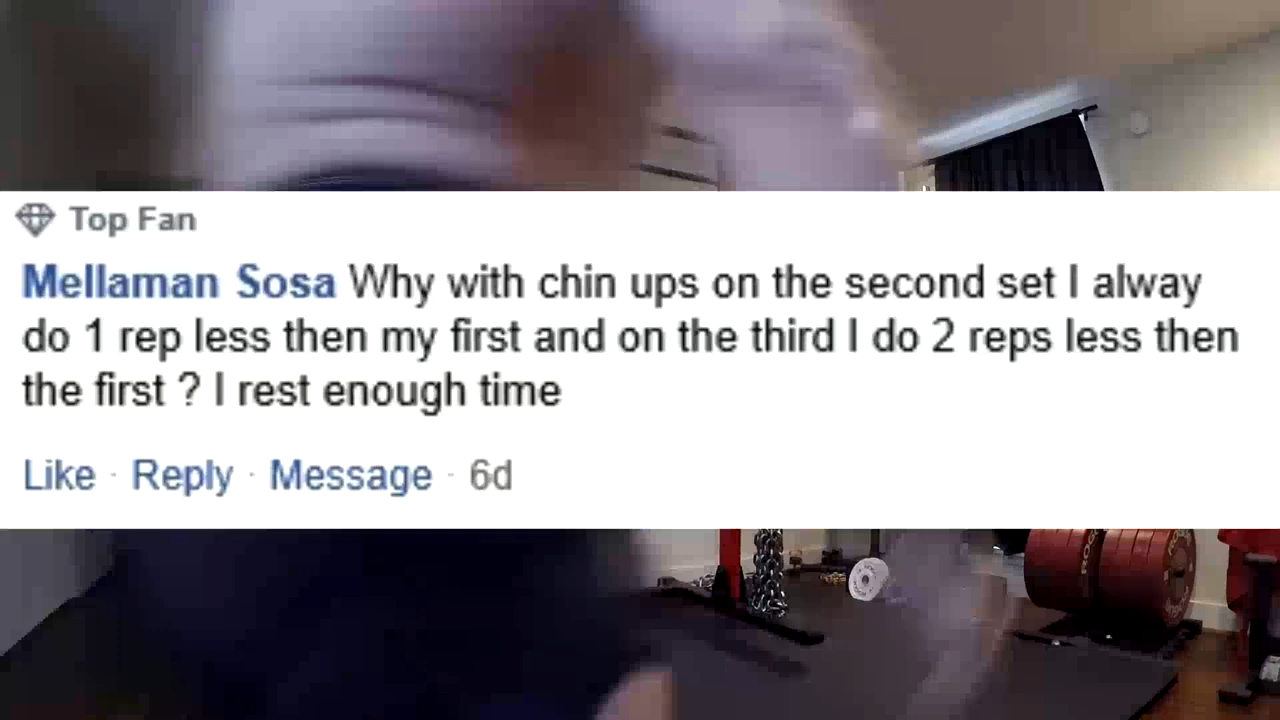 Top Fan
Mellaman Sosa Why with chin ups on the second set I alway
do 1 rep less then my first and on the third I do 2 reps less then
the first ? I rest enough time
Like · Reply · Message · 6d